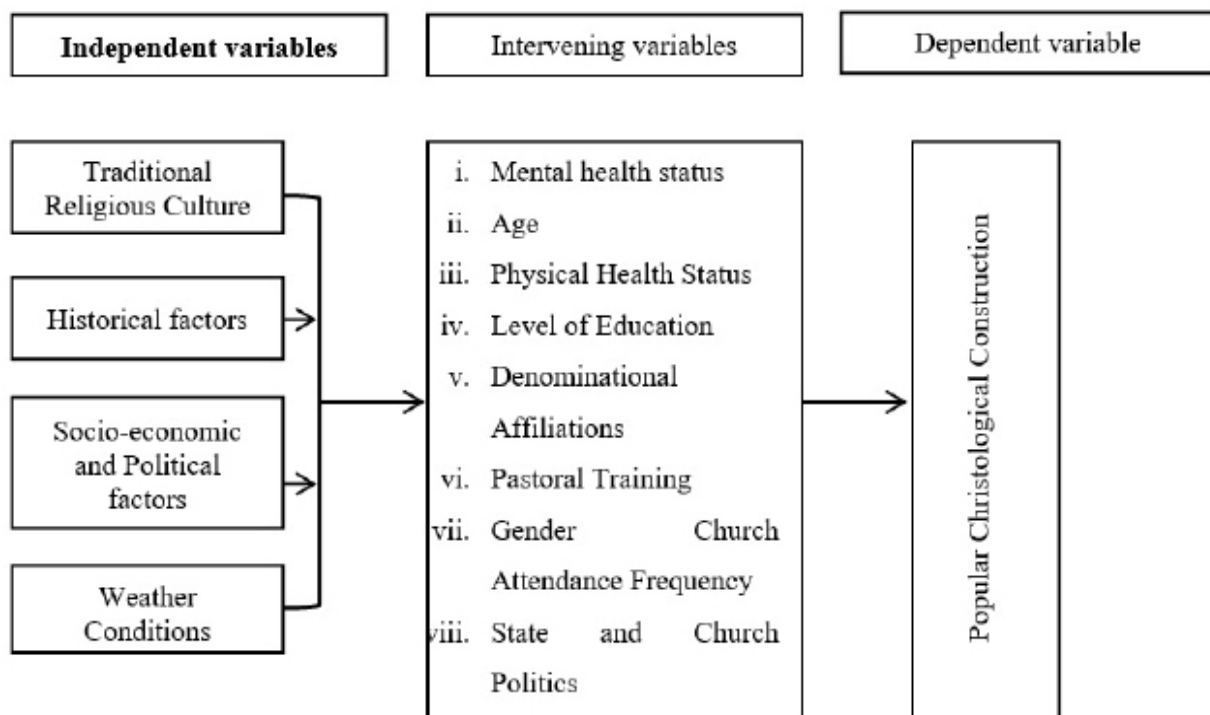 Independent variables
Intervening variables
Dependent variable
Traditional
Religious Culture
Historical factors
Socio-economic
and Political
factors
Weather
Conditions
i. Mental health status
ii. Age
iii. Physical Health Status
iv. Level of Education
v. Denominational
Affiliations
vi. Pastoral Training
vii. Gender Church
Attendance Frequency
viii. State and Church
Politics
Popular Christological Construction